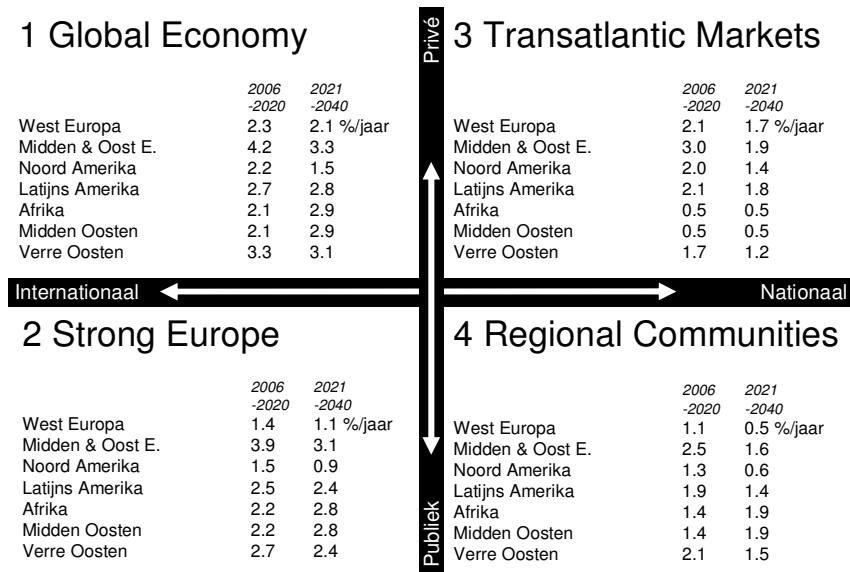 1 Global Economy
2006 2021
-2020 -2040
West Europa 2.3 2.1 %/jaar
Midden & Oost E. 4.2 3.3
Noord Amerika 2.2 1.5
Latijns Amerika 2.7 2.8
Afrika 2.1 2.9
Midden Oosten 2.1 2.9
Verre Oosten 3.3 3.1
Privé
3 Transatlantic Markets
2006 2021
-2020 -2040
West Europa 2.1 1.7 %/jaar
Midden & Oost E. 3.0 1.9
Noord Amerika 2.0 1.4
Latijns Amerika 2.1 1.8
Afrika 0.5 0.5
Midden Oosten 0.5 0.5
Verre Oosten 1.7 1.2
Internationaal
Nationaal
2 Strong Europe
2006 2021
-2020 -2040
West Europa 1.4 1.1 %/jaar
Midden & Oost E. 3.9 3.1
Noord Amerika 1.5 0.9
Latijns Amerika 2.5 2.4
Afrika 2.2 2.8
Midden Oosten 2.2 2.8
Verre Oosten 2.7 2.4
Publiek
4 Regional Communities
2006 2021
-2020 -2040
West Europa 1.1 0.5 %/jaar
Midden & Oost E. 2.5 1.6
Noord Amerika 1.3 0.6
Latijns Amerika 1.9 1.4
Afrika 1.4 1.9
Midden Oosten 1.4 1.9
Verre Oosten 2.1 1.5